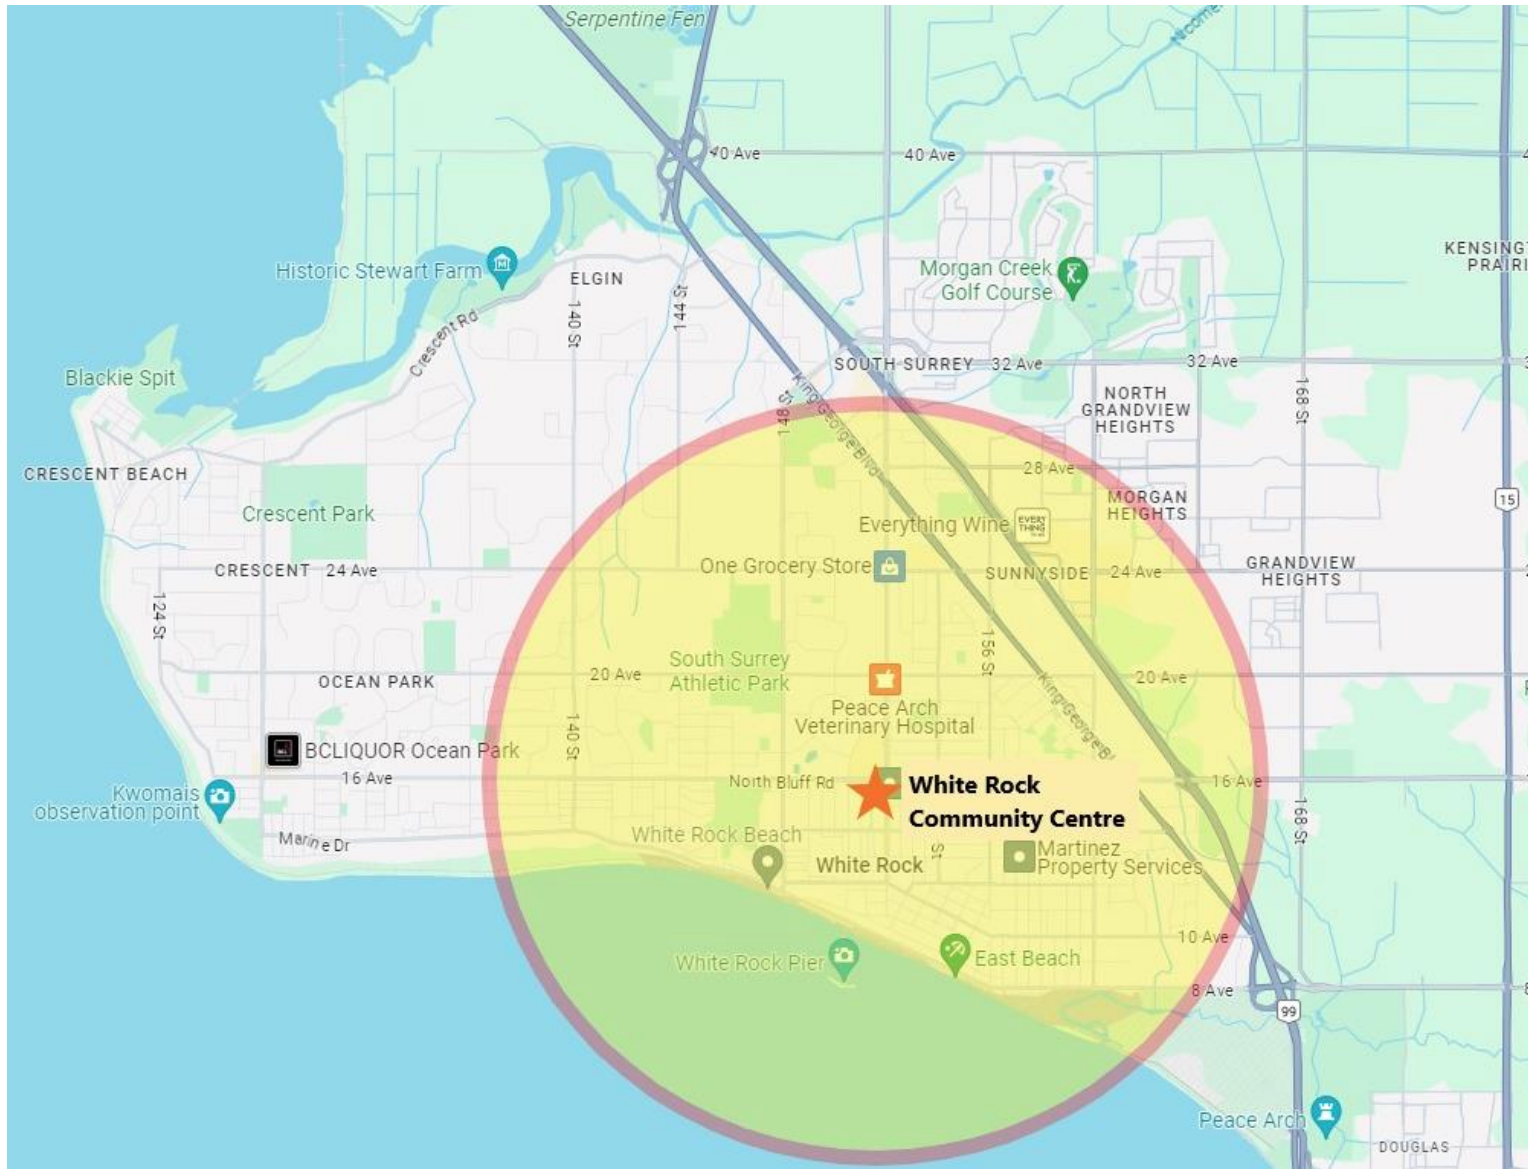 Serpentine Fen
40 Ave
40 Ave
Historic Stewart Farm
ELGIN
Morgan Creek
Golf Course
140 St
144 St
Crescent Rd
SOUTH SURREY
32 Ave
32 Ave
Blackie Spit
148 St
King George Blvd
NORTH
GRANDVIEW
HEIGHTS
168 St
CRESCENT BEACH
28 Ave
MORGAN
HEIGHTS
15
Crescent Park
Everything Wine
EVERY
THING
One Grocery Store
CRESCENT
24 Ave
SUNNYSIDE
24 Ave
GRANDVIEW
HEIGHTS
124 St
156 St
South Surrey
Athletic Park
20 Ave
20 Ave
OCEAN PARK
Peace Arch
Veterinary Hospital
140 St
BCLIQUOR Ocean Park
16 Ave
North Bluff Rd
White Rock
Community Centre
16 Ave
Kwomais
observation point
168 St
Marine Dr
White Rock Beach
St
White Rock
Martinez
Property Services
10 Ave
White Rock Pier
East Beach
8 Ave
99
Peace Arch
DOUGLAS